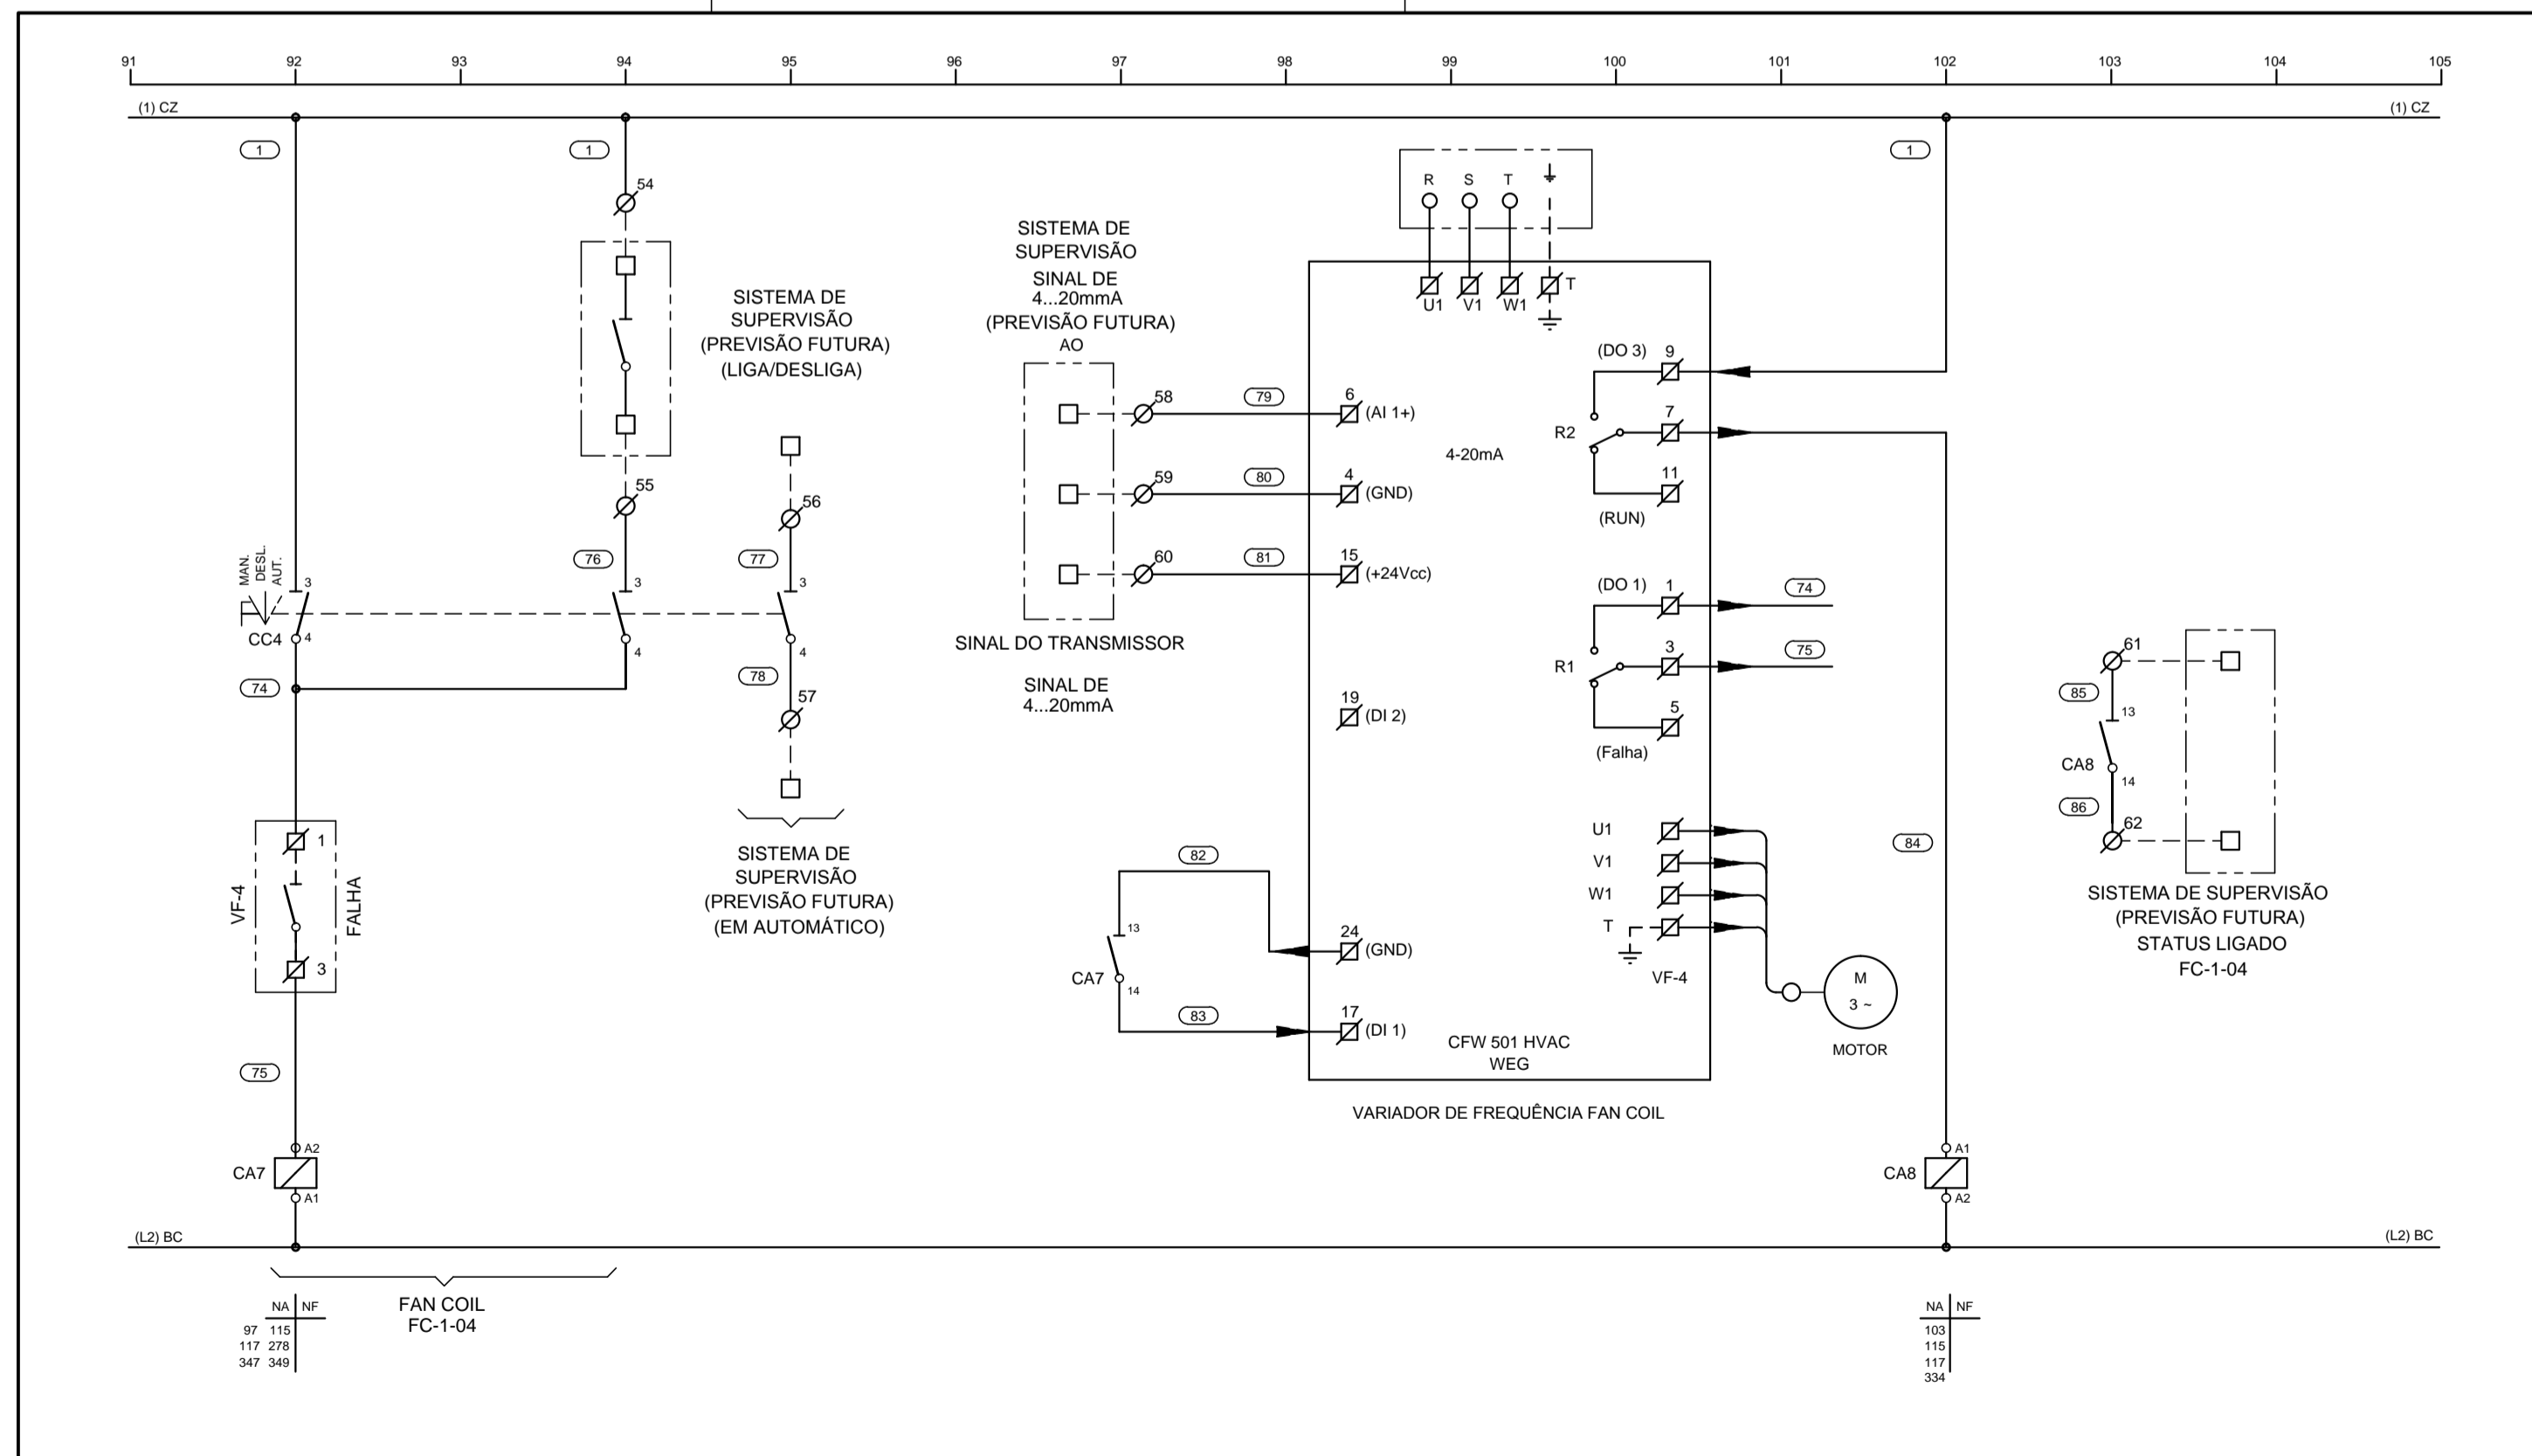 91 92 93 94 95 96 97 98 99 100 101 102 103 104 105
(1) CZ (1) CZ
1 1 1
54
SISTEMA DE
SUPERVISÃO
(PREVISÃO FUTURA)
(LIGA/DESLIGA)
55
76
3
4
56
77
3
4
78
57
SISTEMA DE
SUPERVISÃO
(PREVISÃO FUTURA)
(EM AUTOMÁTICO)
MAN.
DESL.
AUT.
3
CC4 4
74
VF-4
1
3
FALHA
75
A2
CA7
A1
SISTEMA DE
SUPERVISÃO
SINAL DE
4...20mmA
(PREVISÃO FUTURA)
AO
58 79
59 80
60 81
SINAL DO TRANSMISSOR
SINAL DE
4...20mmA
R S T
U1 V1 W1 T
6
(AI 1+)
4
(GND)
15
(+24Vcc)
19
(DI 2)
24
(GND)
17
(DI 1)
4-20mA
(DO 3) 9
R2 7
11
(RUN)
(DO 1) 1 74
R1 3 75
5
(Falha)
U1
V1
W1
T
VF-4
M
3 ~
MOTOR
82
13
CA7
14
83
CFW 501 HVAC
WEG
VARIADOR DE FREQUÊNCIA FAN COIL
84
A1
CA8
A2
61
85
13
CA8
14
86
62
SISTEMA DE SUPERVISÃO
(PREVISÃO FUTURA)
STATUS LIGADO
FC-1-04
(L2) BC (L2) BC
FAN COIL
FC-1-04
NA NF
97 115
117 278
347 349
NA NF
103
115
117
334